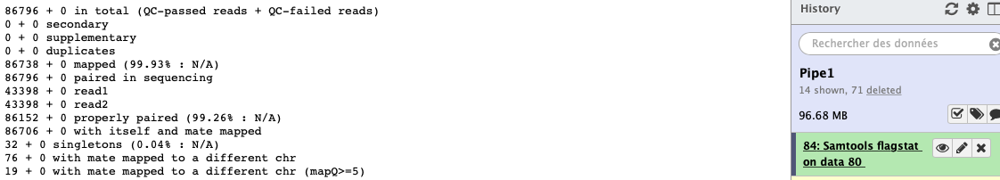 86796 + 0 in total (QC-passed reads + QC-failed reads)
0 + 0 secondary
0 + 0 supplementary
0 + 0 duplicates
86738 + 0 mapped (99.93% : N/A)
86796 + 0 paired in sequencing
43398 + 0 read1
43398 + 0 read2
86152 + 0 properly paired (99.26% : N/A)
86706 + 0 with itself and mate mapped
32 + 0 singletons (0.04% : N/A)
76 + 0 with mate mapped to a different chr
19 + 0 with mate mapped to a different chr (mapQ>=5)
History
Rechercher des données
Pipe1
14 shown, 71 deleted
96.68 MB
84: Samtools flagstat
on data 80